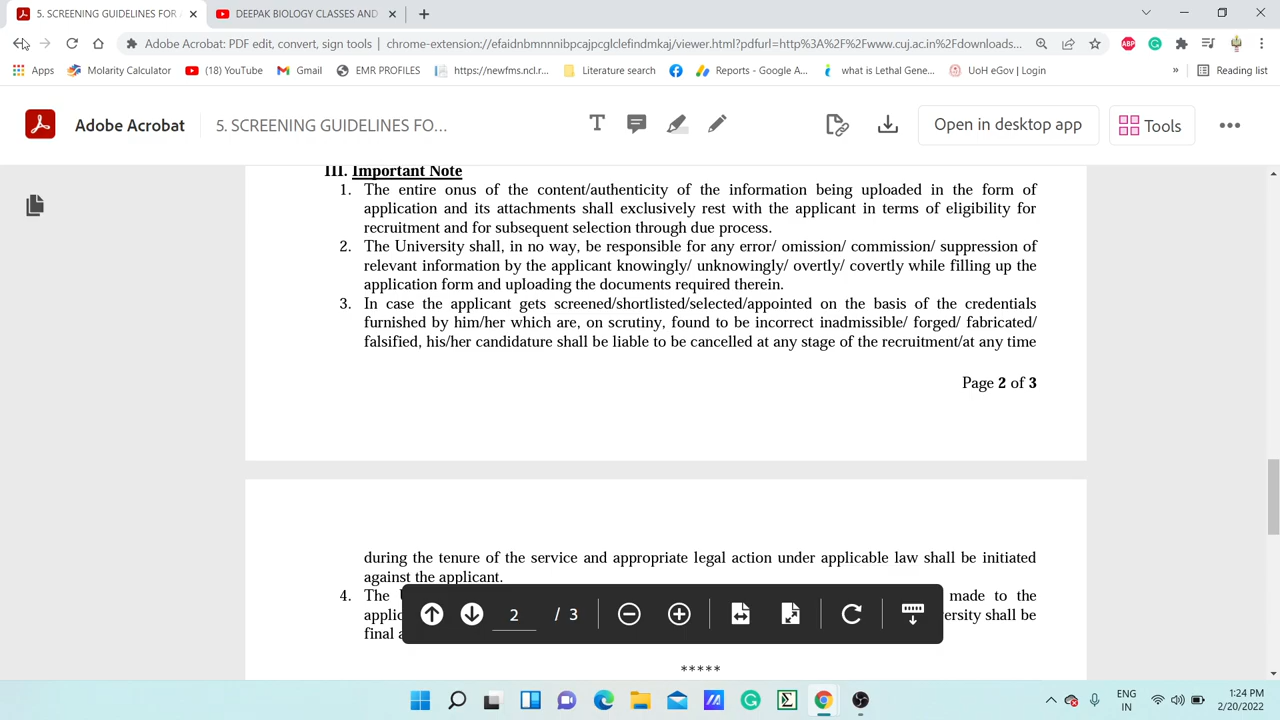 5. SCREENING GUIDELINES FOR
DEEPAK BIOLOGY CLASSES AND
Adobe Acrobat: PDF edit, convert, sign tools | chrome-extension://efaidnbmnnnibpcajpcglclefindmkaj/viewer.html?pdfurl=http%3A%2F%2Fwww.cuj.ac.in%2Fdownloads...
ABP
Apps Molarity Calculator (18) YouTube Gmail EMR PROFILES https://newfms.ncl.r... Literature search Reports - Google A... what is Lethal Gene... UoH eGov | Login » Reading list
Adobe Acrobat 5. SCREENING GUIDELINES FO... Open in desktop app Tools
III. Important Note
1. The entire onus of the content/authenticity of the information being uploaded in the form of
application and its attachments shall exclusively rest with the applicant in terms of eligibility for
recruitment and for subsequent selection through due process.
2. The University shall, in no way, be responsible for any error/ omission/ commission/ suppression of
relevant information by the applicant knowingly/ unknowingly/ overtly/ covertly while filling up the
application form and uploading the documents required therein.
3. In case the applicant gets screened/shortlisted/selected/appointed on the basis of the credentials
furnished by him/her which are, on scrutiny, found to be incorrect inadmissible/ forged/ fabricated/
falsified, his/her candidature shall be liable to be cancelled at any stage of the recruitment/at any time
Page 2 of 3
during the tenure of the service and appropriate legal action under applicable law shall be initiated
against the applicant.
4. The made to the
applic ersity shall be
final a
2 / 3
*****
ENG
IN
1:24 PM
2/20/2022